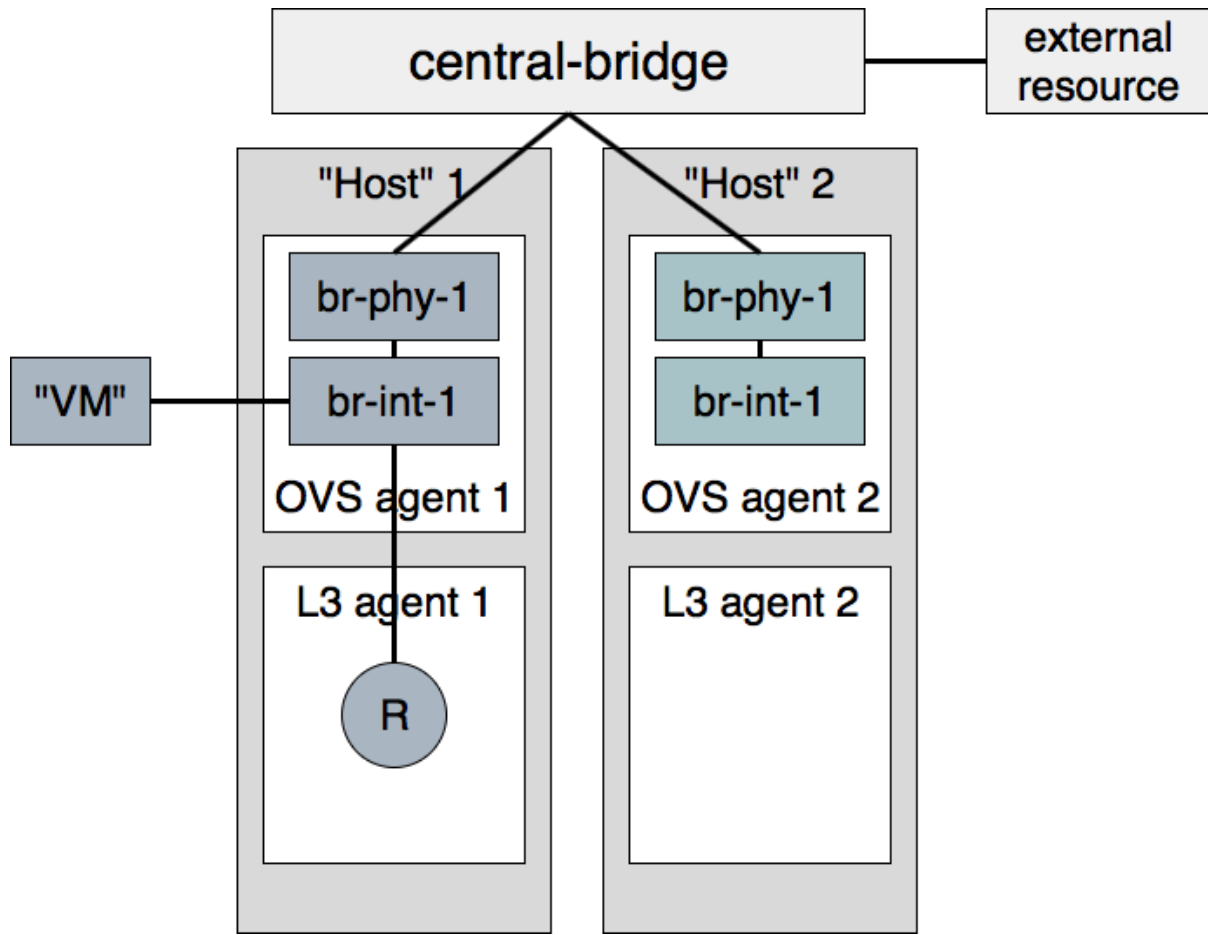 central-bridge
external
resource
"Host" 1
"Host" 2
br-phy-1
br-phy-1
"VM"
br-int-1
br-int-1
OVS agent 1
OVS agent 2
L3 agent 1
L3 agent 2
R